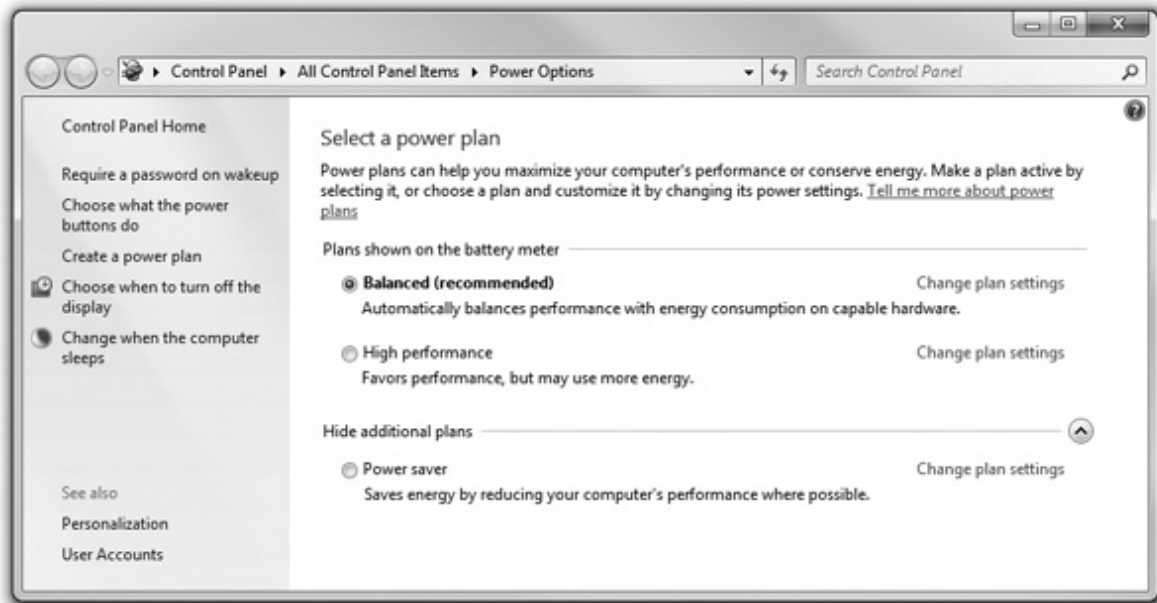 Control Panel ▸ All Control Panel Items ▸ Power Options
Search Control Panel
Control Panel Home
Require a password on wakeup
Choose what the power
buttons do
Create a power plan
Choose when to turn off the
display
Change when the computer
sleeps
See also
Personalization
User Accounts
Select a power plan
Power plans can help you maximize your computer's performance or conserve energy. Make a plan active by
selecting it, or choose a plan and customize it by changing its power settings. Tell me more about power
plans
Plans shown on the battery meter
Balanced (recommended) Change plan settings
Automatically balances performance with energy consumption on capable hardware.
High performance Change plan settings
Favors performance, but may use more energy.
Hide additional plans
Power saver Change plan settings
Saves energy by reducing your computer's performance where possible.